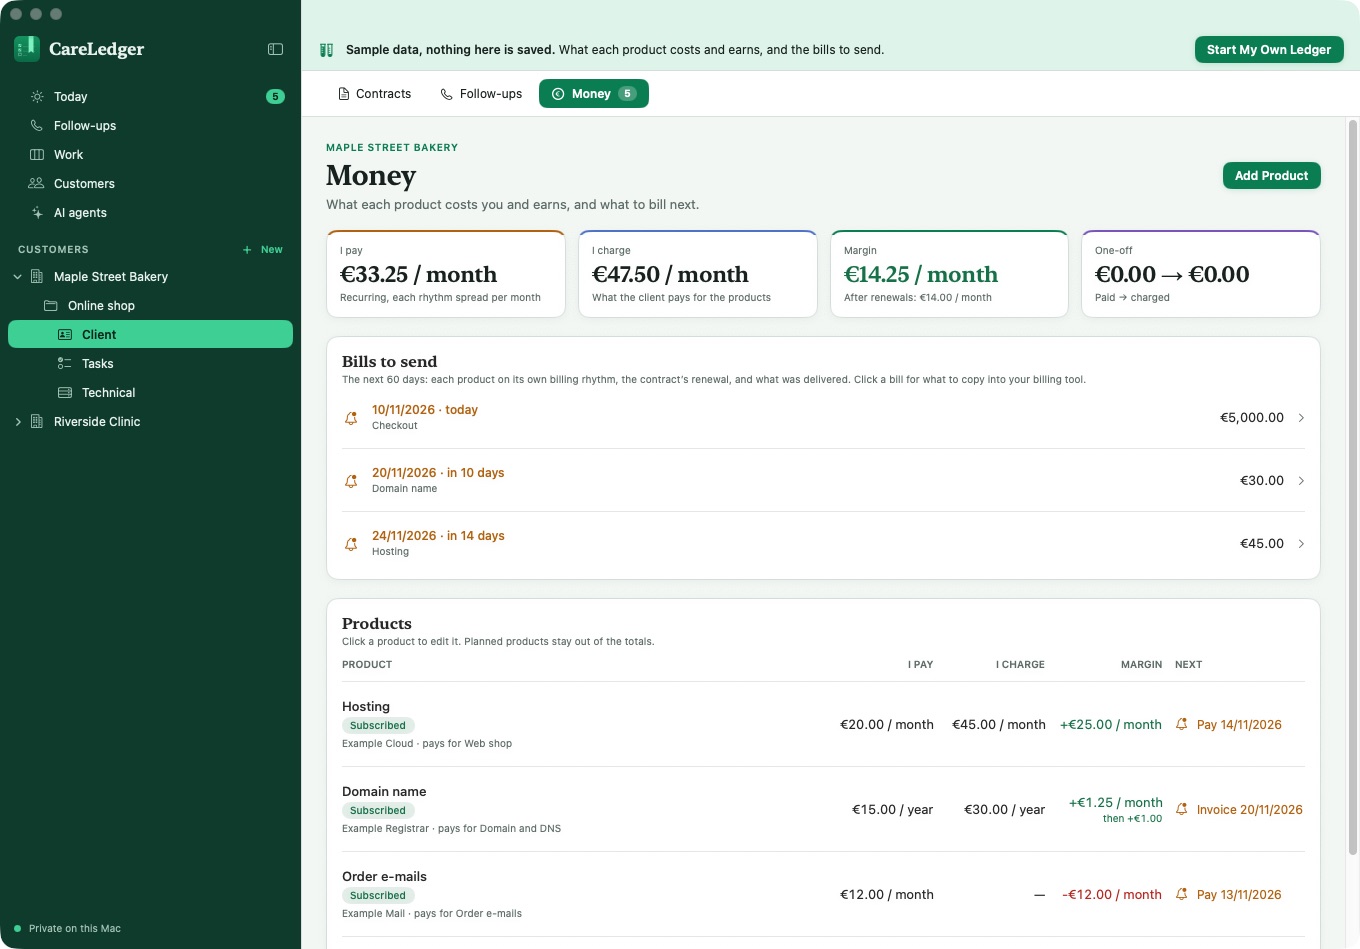 CareLedger
Today 5
Follow-ups
Work
Customers
AI agents
CUSTOMERS + New
Maple Street Bakery
Online shop
Client
Tasks
Technical
Riverside Clinic
Private on this Mac
Sample data, nothing here is saved. What each product costs and earns, and the bills to send.
Start My Own Ledger
Contracts Follow-ups Money 5
MAPLE STREET BAKERY
Money
Add Product
What each product costs you and earns, and what to bill next.
I pay
€33.25 / month
Recurring, each rhythm spread per month
I charge
€47.50 / month
What the client pays for the products
Margin
€14.25 / month
After renewals: €14.00 / month
One-off
€0.00 → €0.00
Paid → charged
Bills to send
The next 60 days: each product on its own billing rhythm, the contract's renewal, and what was delivered. Click a bill for what to copy into your billing tool.
10/11/2026 · today
Checkout
€5,000.00
20/11/2026 · in 10 days
Domain name
€30.00
24/11/2026 · in 14 days
Hosting
€45.00
Products
Click a product to edit it. Planned products stay out of the totals.
PRODUCT I PAY I CHARGE MARGIN NEXT
Hosting
Subscribed
Example Cloud · pays for Web shop
€20.00 / month €45.00 / month +€25.00 / month Pay 14/11/2026
Domain name
Subscribed
Example Registrar · pays for Domain and DNS
€15.00 / year €30.00 / year +€1.25 / month Invoice 20/11/2026
then +€1.00
Order e-mails
Subscribed
Example Mail · pays for Order e-mails
€12.00 / month — -€12.00 / month Pay 13/11/2026